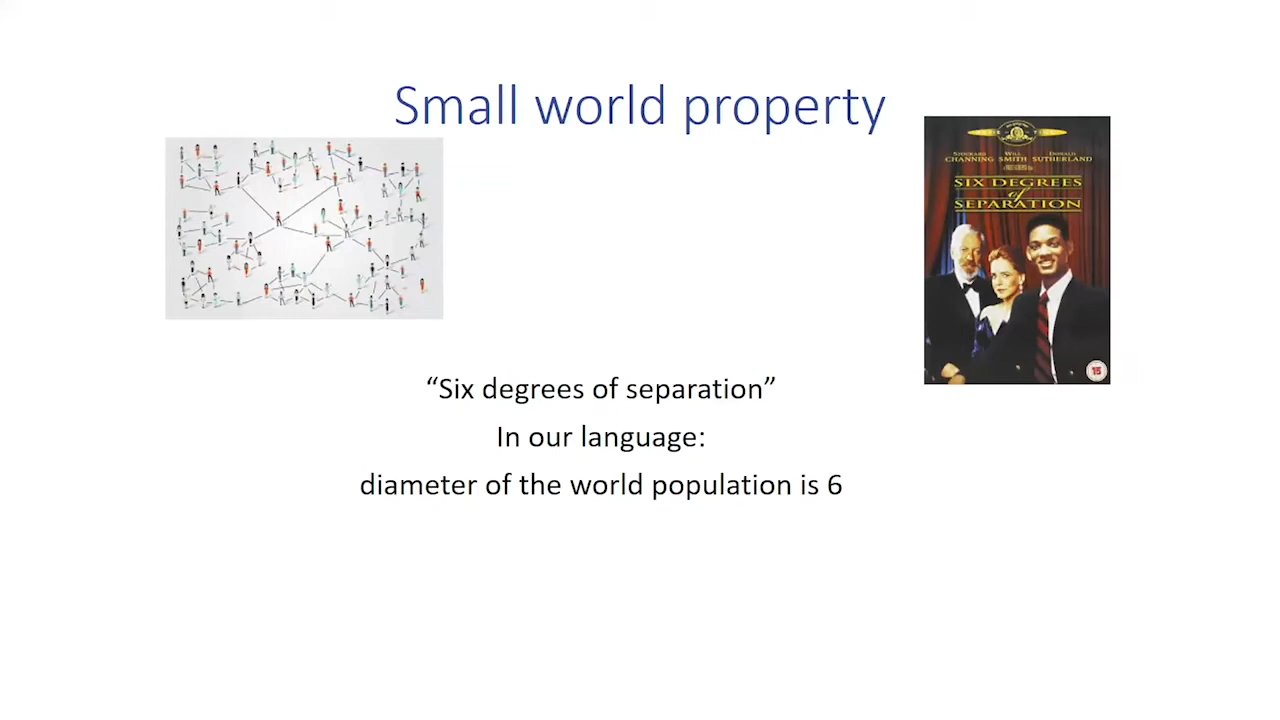 Small world property
STOCKARD WILL DONALD
CHANNING SMITH SUTHERLAND
SIX DEGREES
of
SEPARATION
15
“Six degrees of separation”
In our language:
diameter of the world population is 6